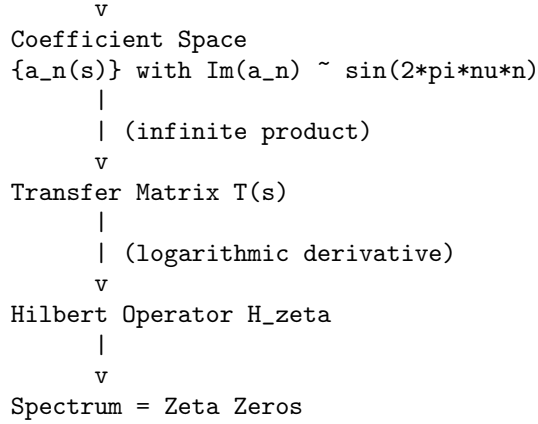 v
Coefficient Space
{a_n(s)} with Im(a_n) ~ sin(2*pi*nu*n)
|
| (infinite product)
v
Transfer Matrix T(s)
|
| (logarithmic derivative)
v
Hilbert Operator H_zeta
|
v
Spectrum = Zeta Zeros